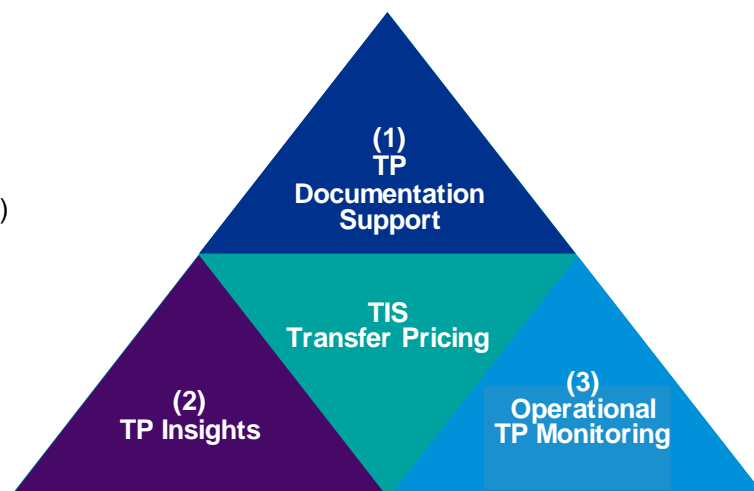 (1)
TP
Documentation
Support
)
TIS
Transfer Pricing
(2)
TP Insights
(3)
Operational
TP Monitoring